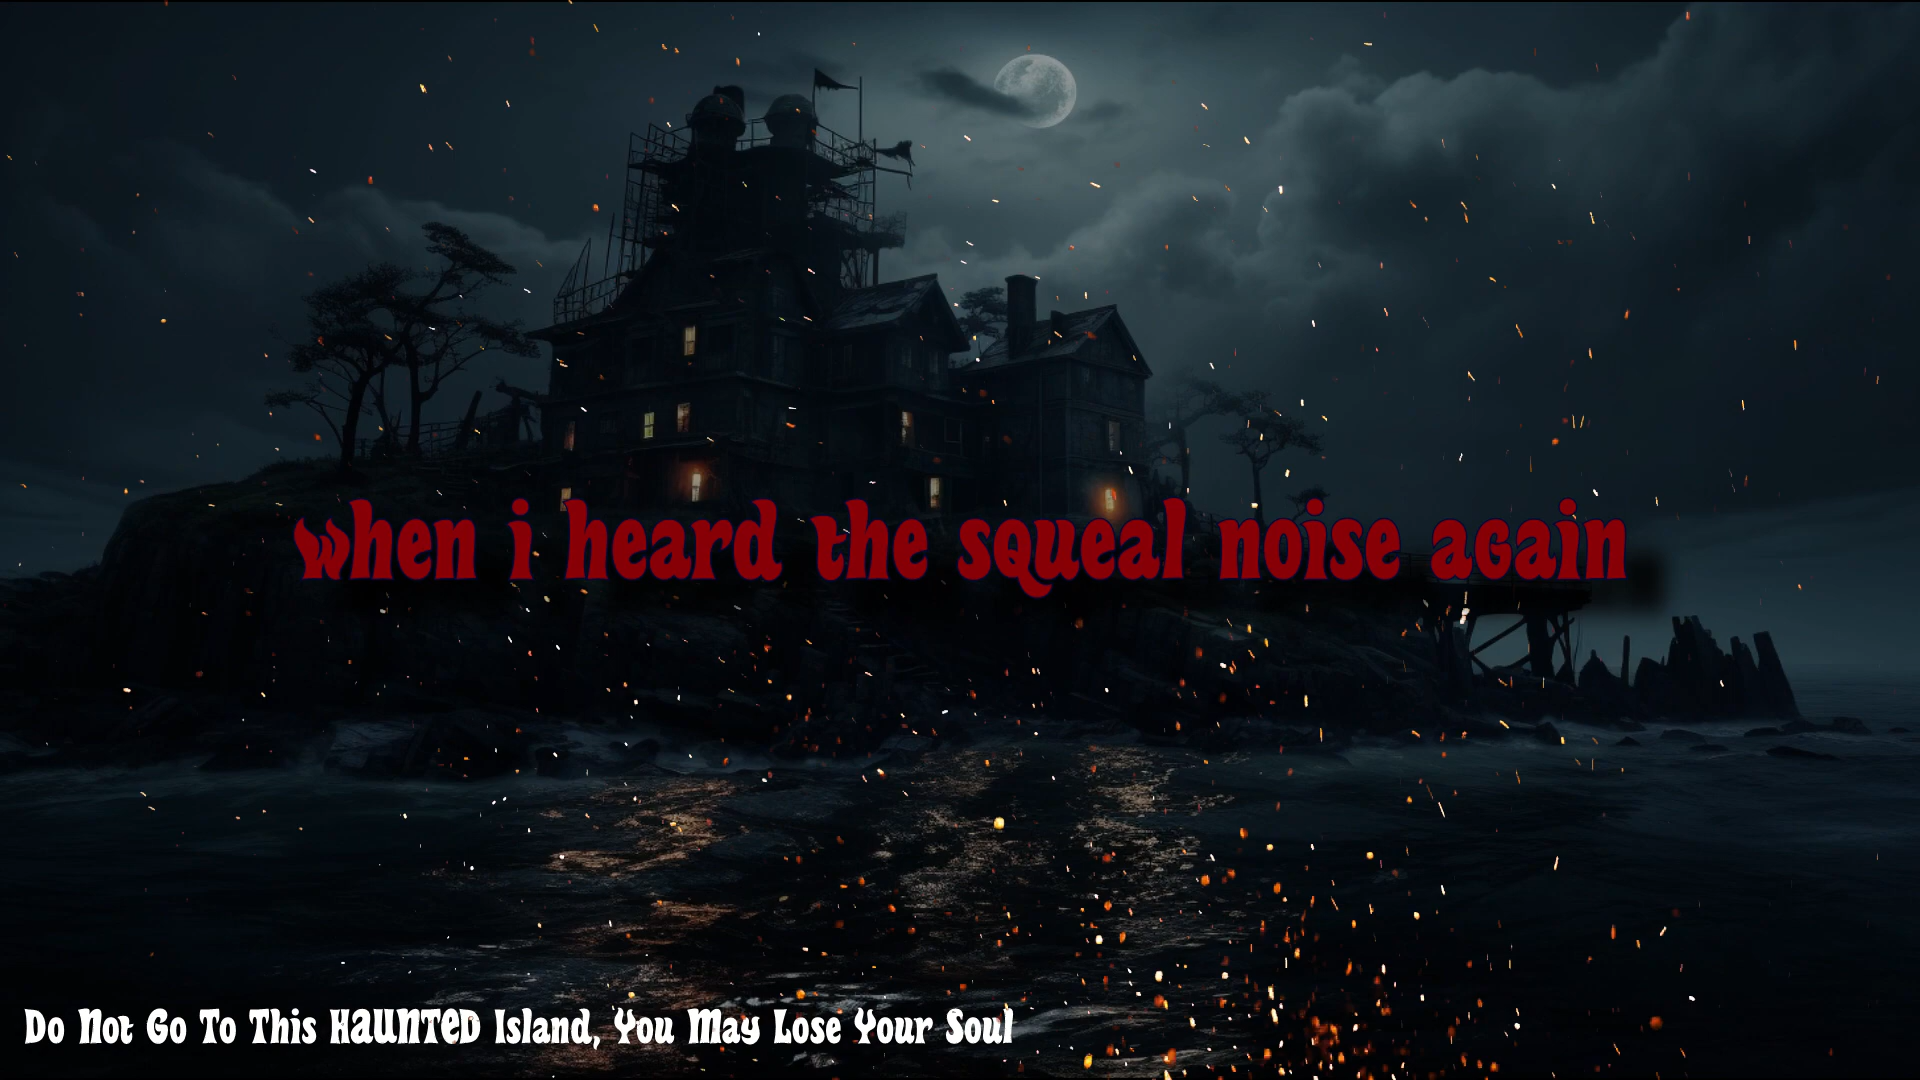 when i heard the squeal noise again
Do Not Go To This HAUNTED Island, You May Lose Your Soul